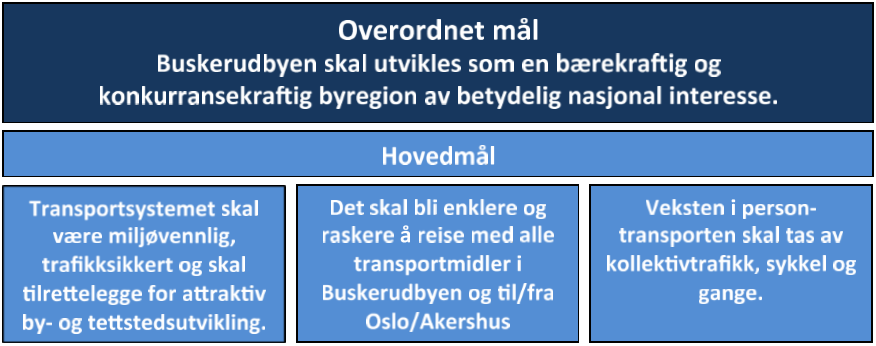 Overordnet mål
Buskerudbyen skal utvikles som en bærekraftig og
konkurransekraftig byregion av betydelig nasjonal interesse.
Hovedmål
Transportsystemet skal
være miljøvennlig,
trafikksikkert og skal
tilrettelegge for attraktiv
by- og tettstedsutvikling.
Det skal bli enklere og
raskere å reise med alle
transportmidler i
Buskerudbyen og til/fra
Oslo/Akershus
Veksten i person-
transporten skal tas av
kollektivtrafikk, sykkel og
gange.